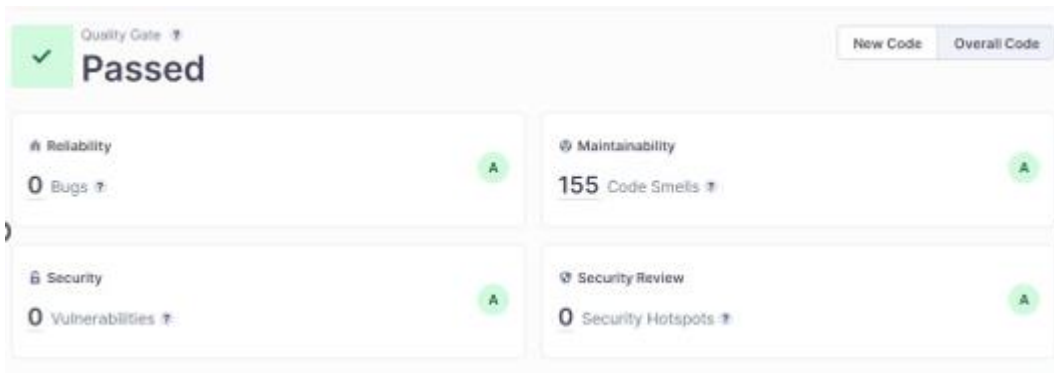 Quality Gate ?
Passed
New Code Overall Code
Reliability
0 Bugs ?
A
Maintainability
155 Code Smells ?
A
Security
0 Vulnerabilities ?
A
Security Review
0 Security Hotspots ?
A